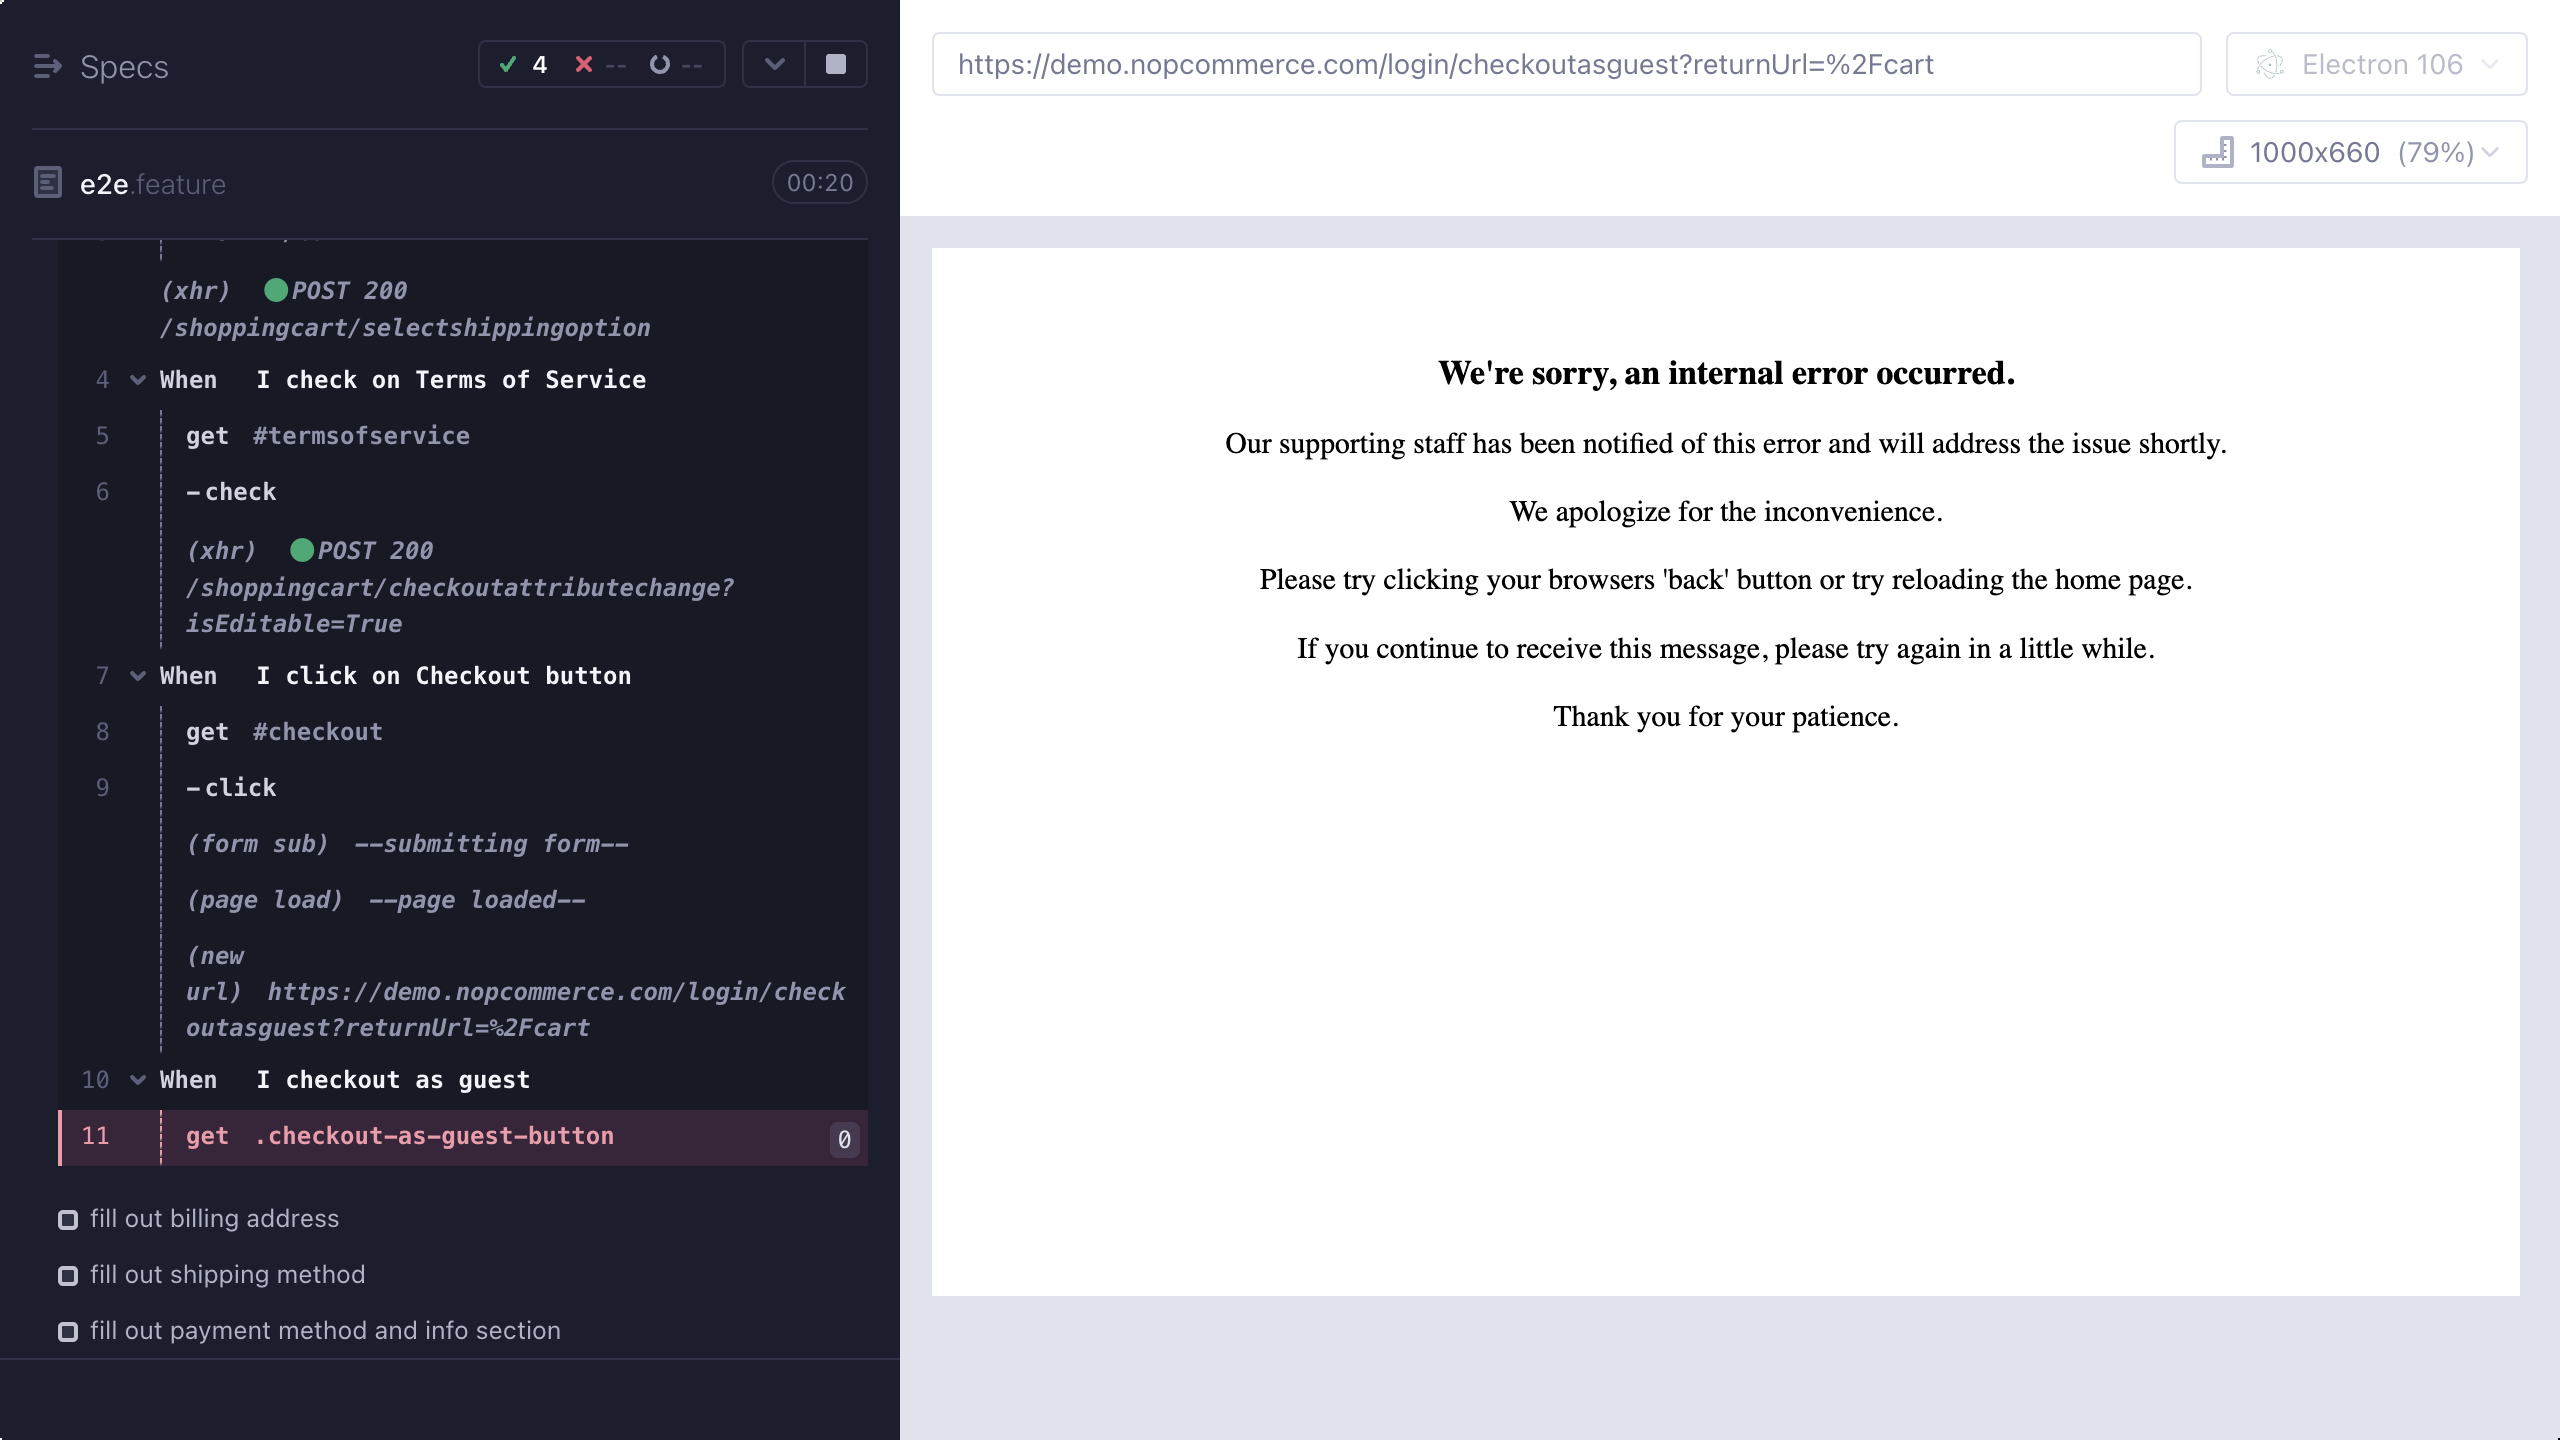 Specs
4 -- --
e2e.feature
00:20
(xhr) POST 200
/shoppingcart/selectshippingoption
4 When I check on Terms of Service
5 get #termsofservice
6 -check
(xhr) POST 200
/shoppingcart/checkoutattributechange?
isEditable=True
7 When I click on Checkout button
8 get #checkout
9 -click
(form sub) --submitting form--
(page load) --page loaded--
(new
url) https://demo.nopcommerce.com/login/check
outasguest?returnUrl=%2Fcart
10 When I checkout as guest
11 get .checkout-as-guest-button 0
fill out billing address
fill out shipping method
fill out payment method and info section
https://demo.nopcommerce.com/login/checkoutasguest?returnUrl=%2Fcart
Electron 106
1000x660 (79%)
We're sorry, an internal error occurred.
Our supporting staff has been notified of this error and will address the issue shortly.
We apologize for the inconvenience.
Please try clicking your browsers 'back' button or try reloading the home page.
If you continue to receive this message, please try again in a little while.
Thank you for your patience.